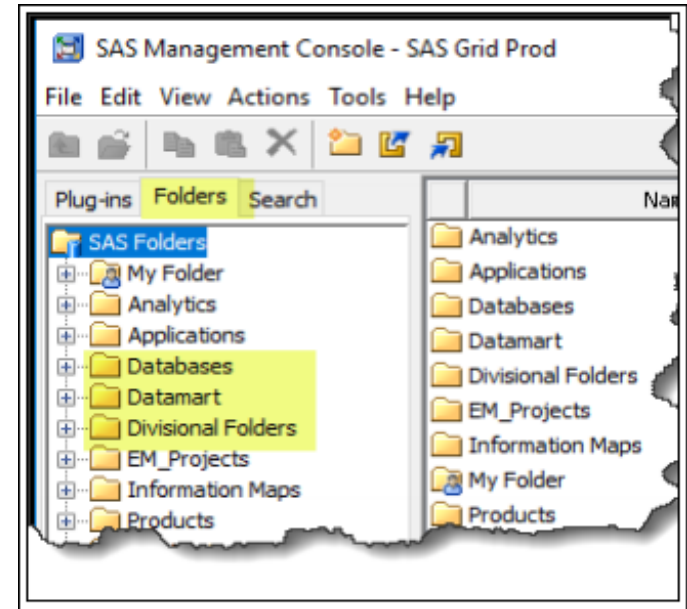 SAS Management Console - SAS Grid Prod
File Edit View Actions Tools Help
Plug-ins Folders Search
SAS Folders
My Folder
Analytics
Applications
Databases
Datamart
Divisional Folders
EM_Projects
Information Maps
Products
Analytics
Applications
Databases
Datamart
Divisional Folders
EM_Projects
Information Maps
My Folder
Products